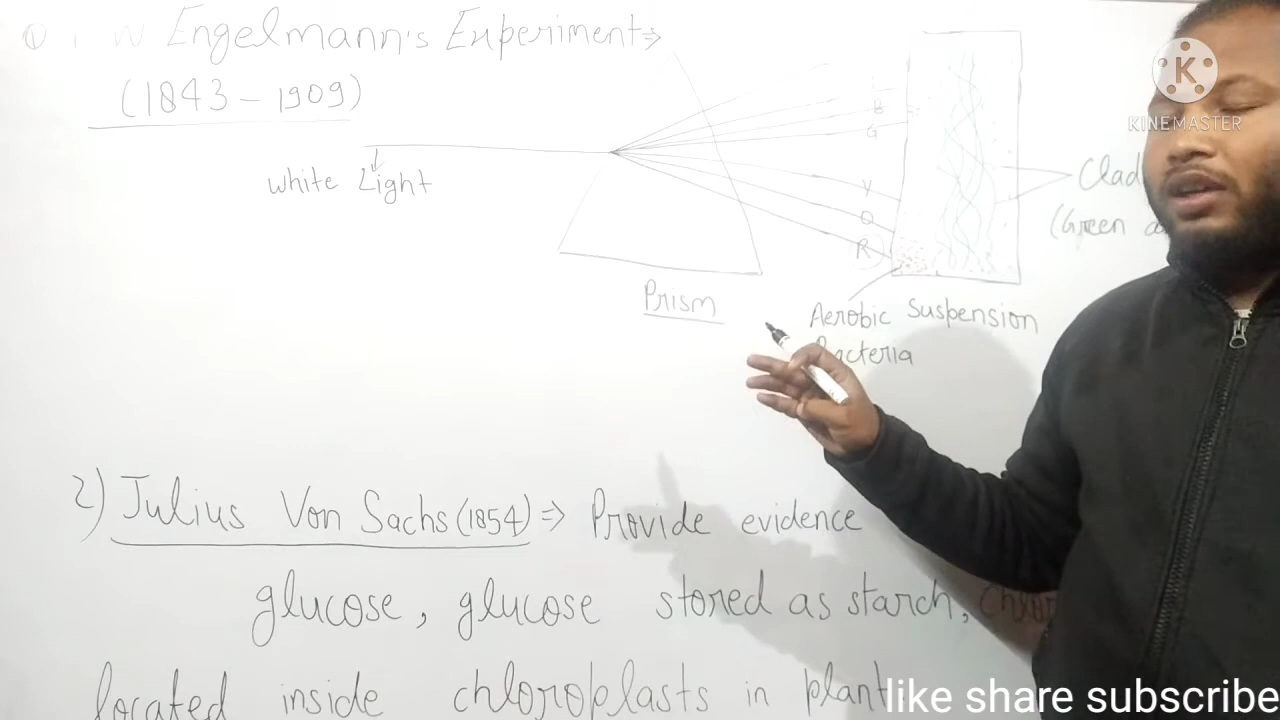 ① T W Engelmann's Experiment ⇒
(1843 – 1909)
White Light
B
G
Y
O
R
Prism
Clad
(Green a
Aerobic Suspension
Bacteria
KINEMASTER
2) Julius Von Sachs (1854) ⇒ Provide evidence
glucose, glucose stored as starch, Chlor
located inside chloroplasts in plant
like share subscribe